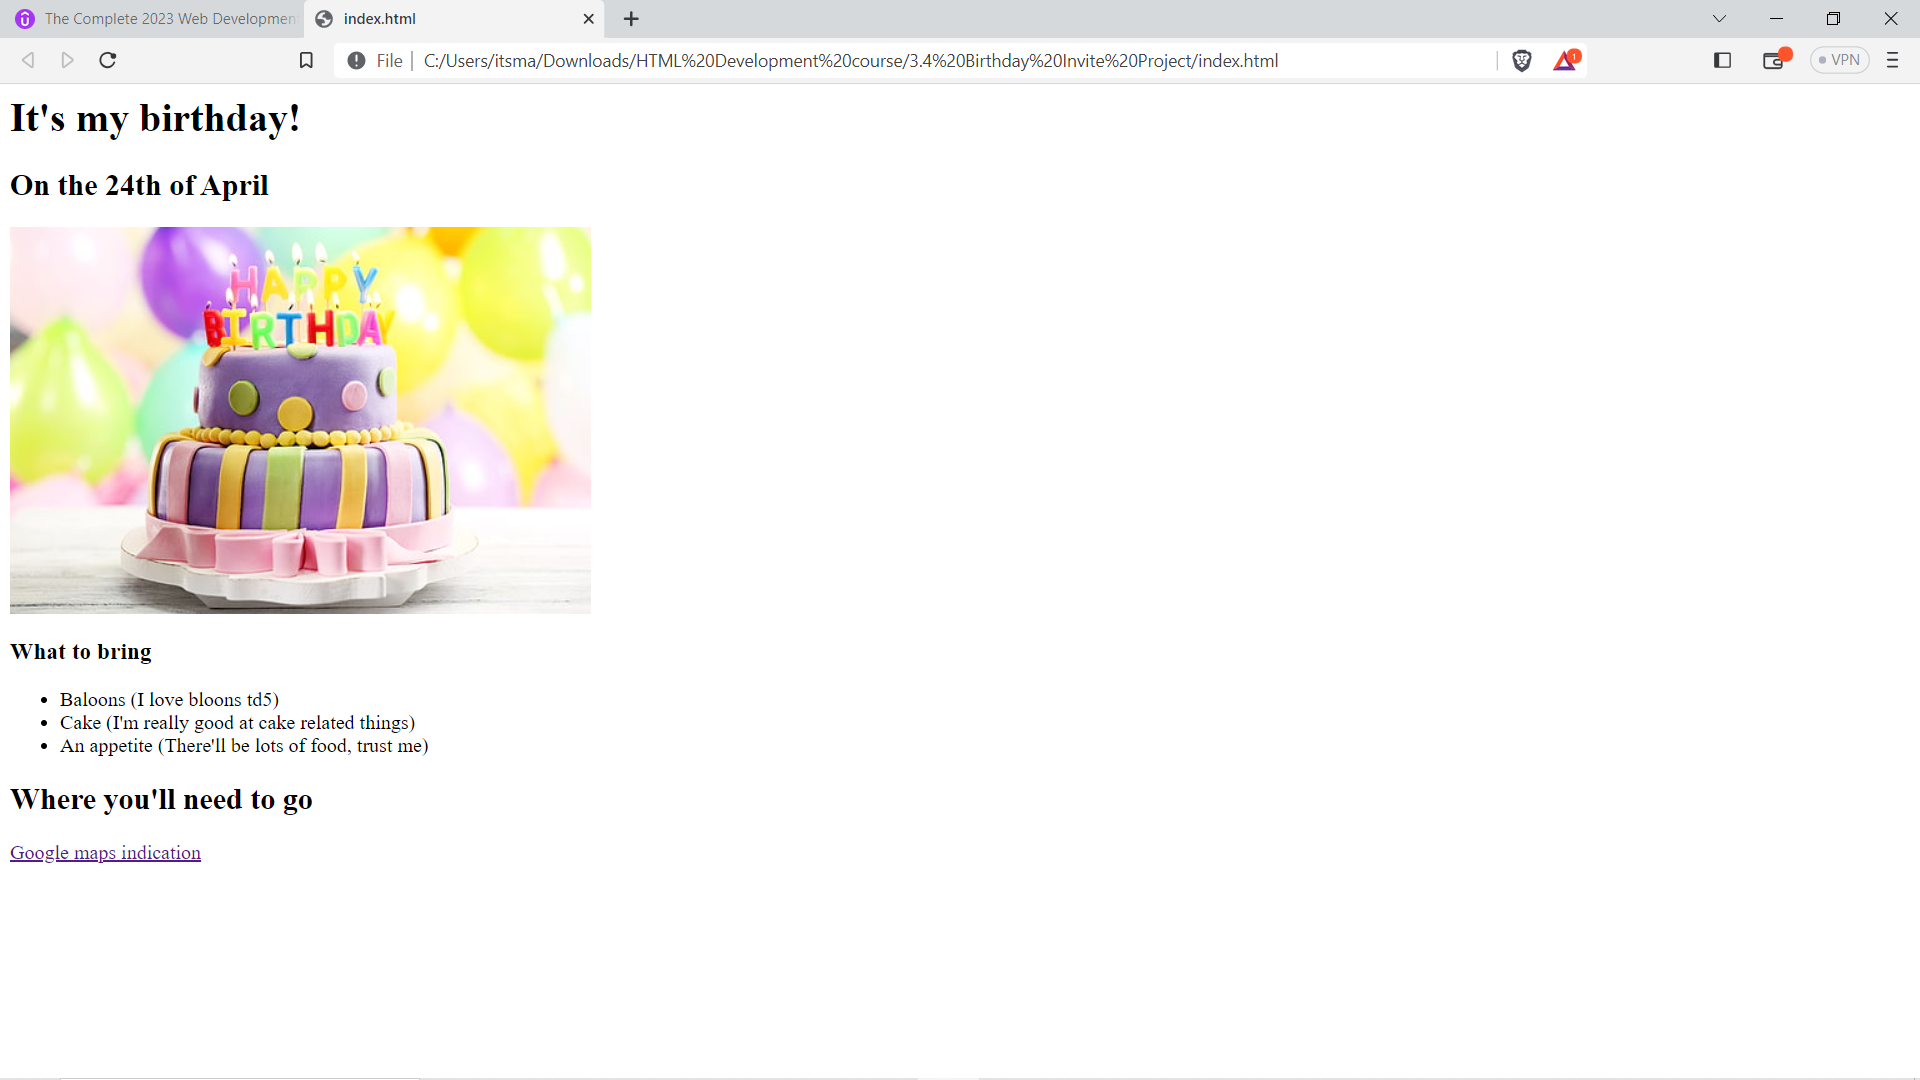 The Complete 2023 Web Developmen
index.html
File
C:/Users/itsma/Downloads/HTML%20Development%20course/3.4%20Birthday%20Invite%20Project/index.html
1
VPN
It's my birthday!
On the 24th of April
HAPPY
BIRTHDAY
What to bring
Baloons (I love bloons td5)
Cake (I'm really good at cake related things)
An appetite (There'll be lots of food, trust me)
Where you'll need to go
Google maps indication